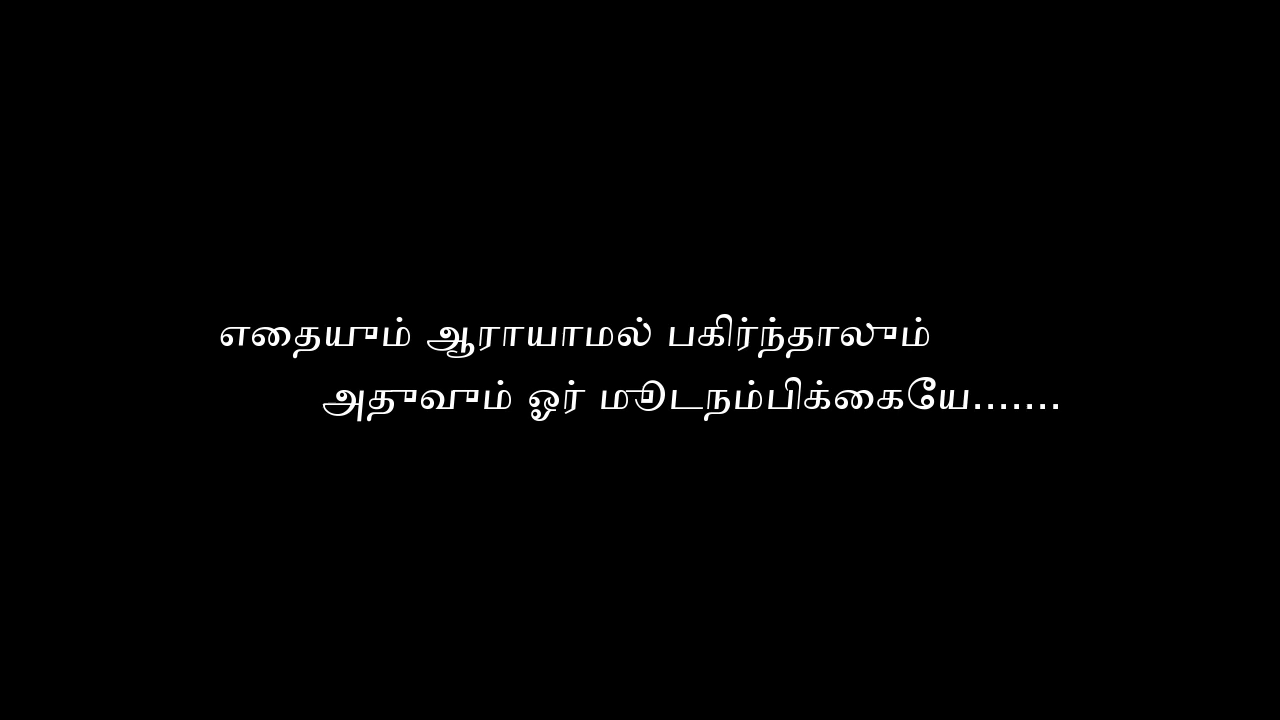 எதையும் ஆராயாமல் பகிர்ந்தாலும்
அதுவும் ஓர் மூடநம்பிக்கையே.......